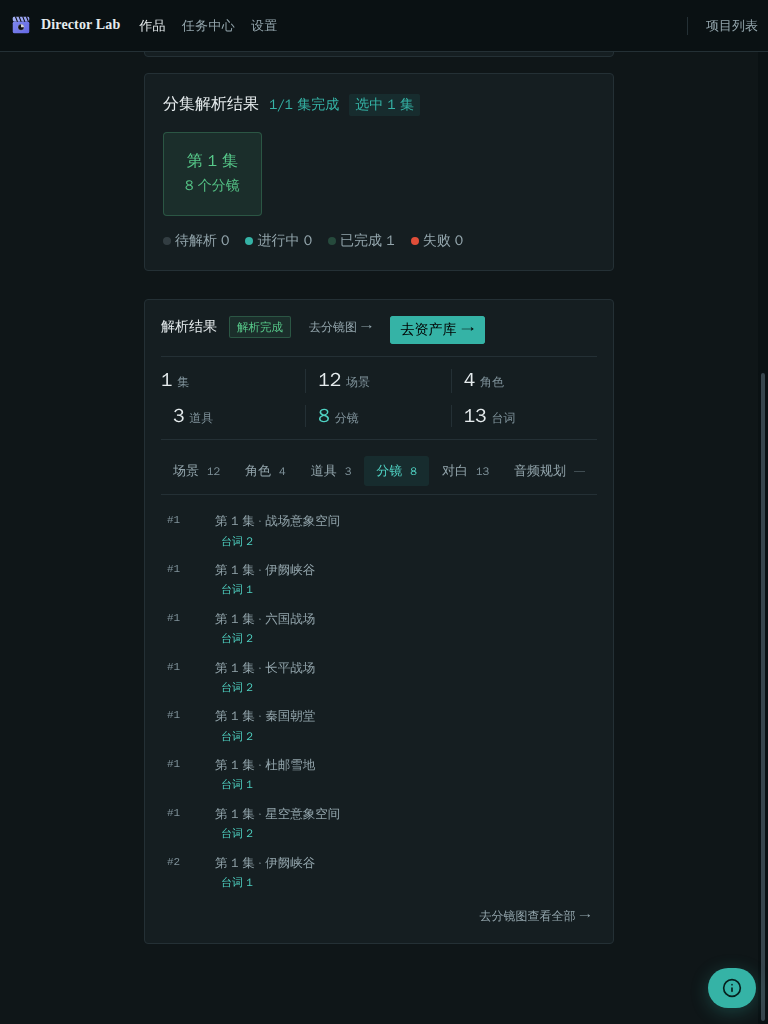 Director Lab 作品 任务中心 设置 项目列表
分集解析结果 1/1 集完成 选中 1 集
第 1 集
8 个分镜
待解析 0 进行中 0 已完成 1 失败 0
解析结果 解析完成 去分镜图 → 去资产库 →
1 集 12 场景 4 角色
3 道具 8 分镜 13 台词
场景 12 角色 4 道具 3 分镜 8 对白 13 音频规划 —
#1 第 1 集 · 战场意象空间
台词 2
#1 第 1 集 · 伊阙峡谷
台词 1
#1 第 1 集 · 六国战场
台词 2
#1 第 1 集 · 长平战场
台词 2
#1 第 1 集 · 秦国朝堂
台词 2
#1 第 1 集 · 杜邮雪地
台词 1
#1 第 1 集 · 星空意象空间
台词 2
#2 第 1 集 · 伊阙峡谷
台词 1
去分镜图查看全部 →